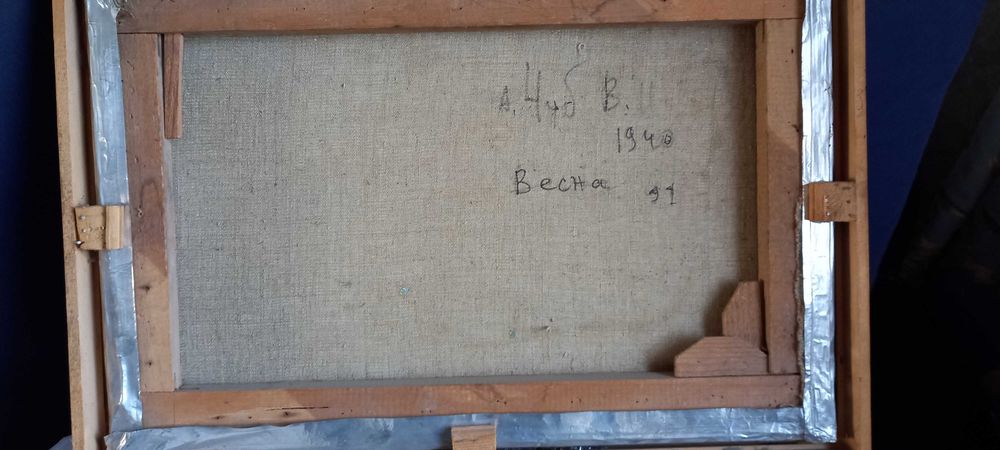 А. Чуб В. И
1940
Весна 91